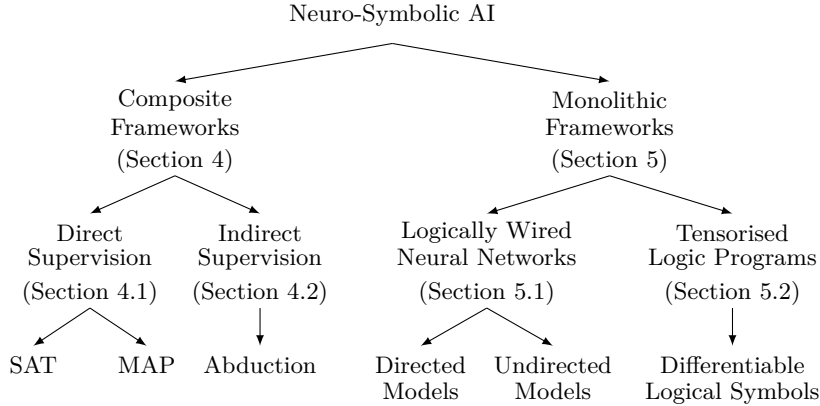 Neuro-Symbolic AI
Composite
Frameworks
(Section 4)
Monolithic
Frameworks
(Section 5)
Direct
Supervision
(Section 4.1)
Indirect
Supervision
(Section 4.2)
Logically Wired
Neural Networks
(Section 5.1)
Tensorised
Logic Programs
(Section 5.2)
SAT
MAP
Abduction
Directed
Models
Undirected
Models
Differentiable
Logical Symbols